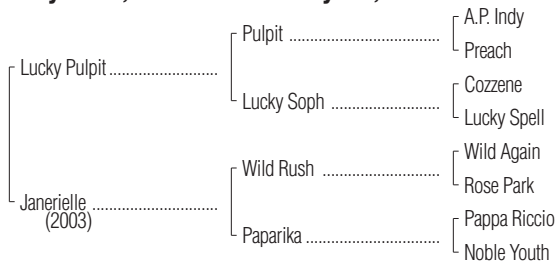 A.P. Indy
Pulpit
Preach
Lucky Pulpit
Cozzene
Lucky Soph
Lucky Spell
Wild Again
Wild Rush
Rose Park
Janerielle
(2003)
Pappa Riccio
Paparika
Noble Youth